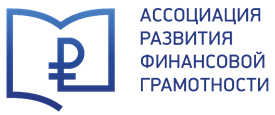 ₽
АССОЦИАЦИЯ
РАЗВИТИЯ
ФИНАНСОВОЙ
ГРАМОТНОСТИ